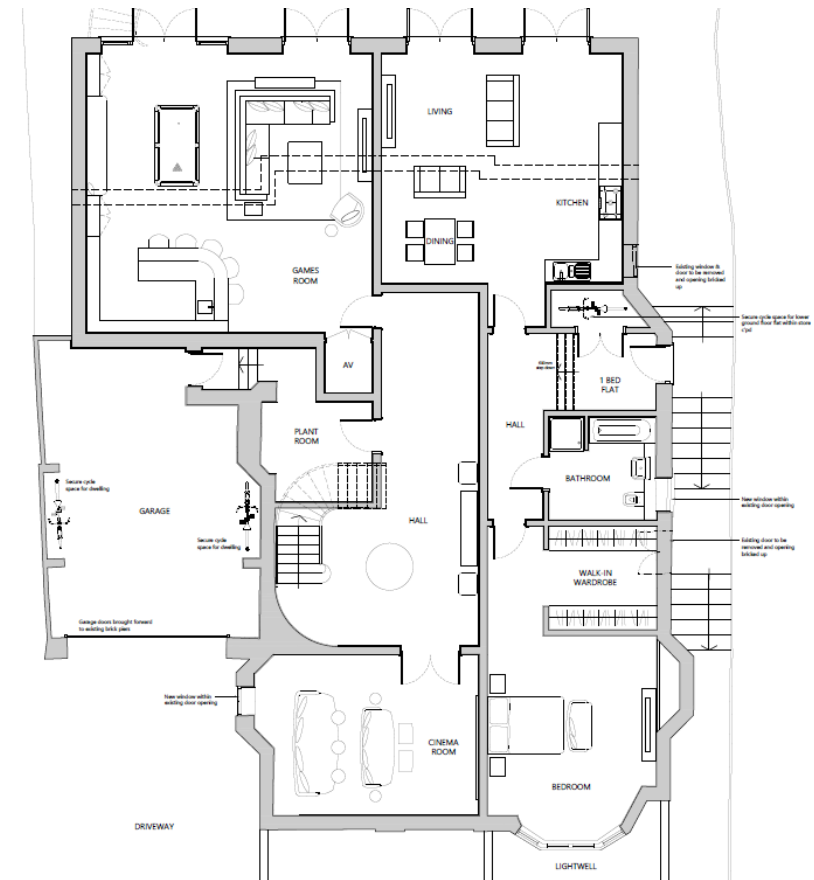 LIVING
KITCHEN
DINING
GAMES
ROOM
Existing window &
door to be removed
and opening bricked
up
Secure cycle space for lower
ground floor flat within store
AV
1 BED
FLAT
PLANT
ROOM
HALL
BATHROOM
Secure cycle
space for dwelling
GARAGE
Secure cycle
space for dwelling
HALL
New window within
existing door opening
Existing door to be
removed and opening
bricked up
WALK-IN
WARDROBE
Garage doors brought forward
to existing brick piers
New window within
existing door opening
CINEMA
ROOM
BEDROOM
DRIVEWAY
LIGHTWELL